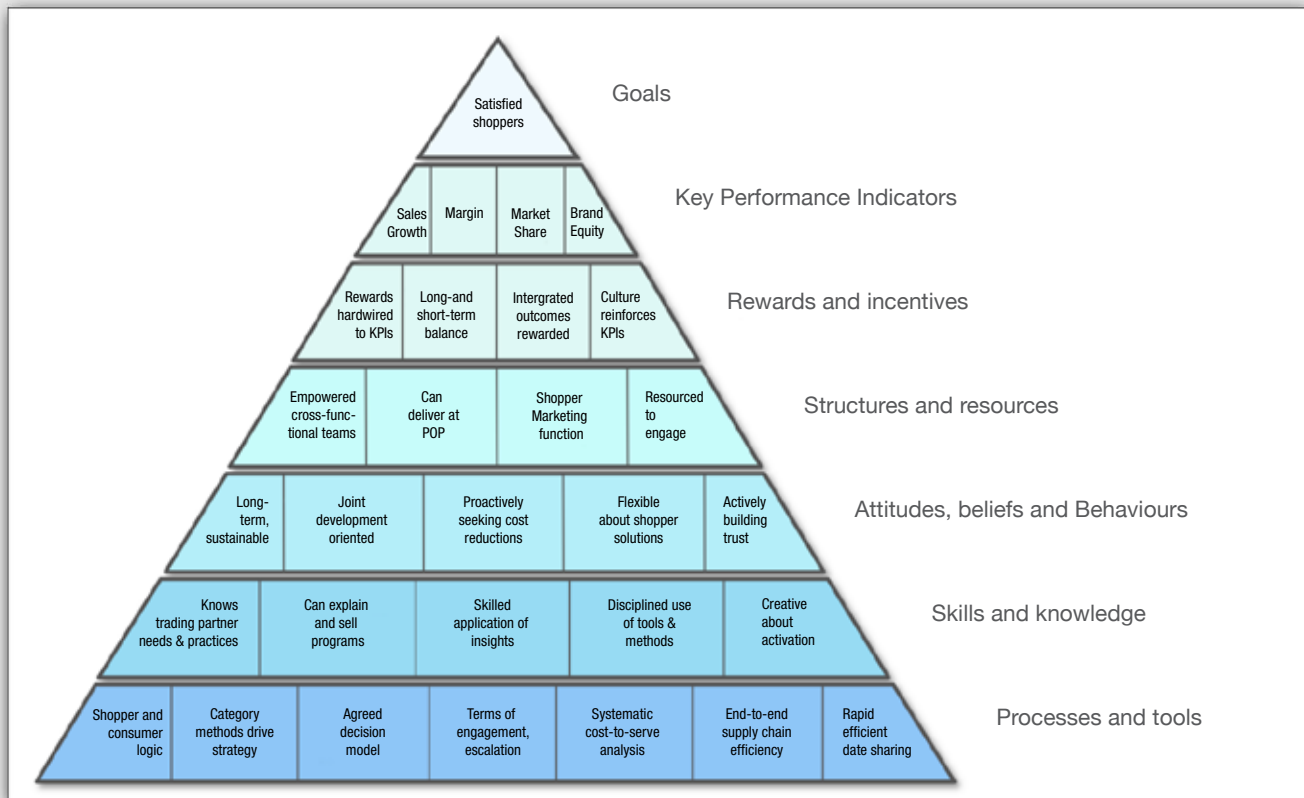 Satisfied
shoppers
Goals
Sales
Growth
Margin
Market
Share
Brand
Equity
Key Performance Indicators
Rewards
hardwired
to KPIs
Long-and
short-term
balance
Intergrated
outcomes
rewarded
Culture
reinforces
KPIs
Rewards and incentives
Empowered
cross-func-
tional teams
Can
deliver at
POP
Shopper
Marketing
function
Resourced
to
engage
Structures and resources
Long-
term,
sustainable
Joint
development
oriented
Proactively
seeking cost
reductions
Flexible
about shopper
solutions
Actively
building
trust
Attitudes, beliefs and Behaviours
Knows
trading partner
needs & practices
Can explain
and sell
programs
Skilled
application of
insights
Disciplined use
of tools &
methods
Creative
about
activation
Skills and knowledge
Shopper and
consumer
logic
Category
methods drive
strategy
Agreed
decision
model
Terms of
engagement,
escalation
Systematic
cost-to-serve
analysis
End-to-end
supply chain
efficiency
Rapid
efficient
date sharing
Processes and tools